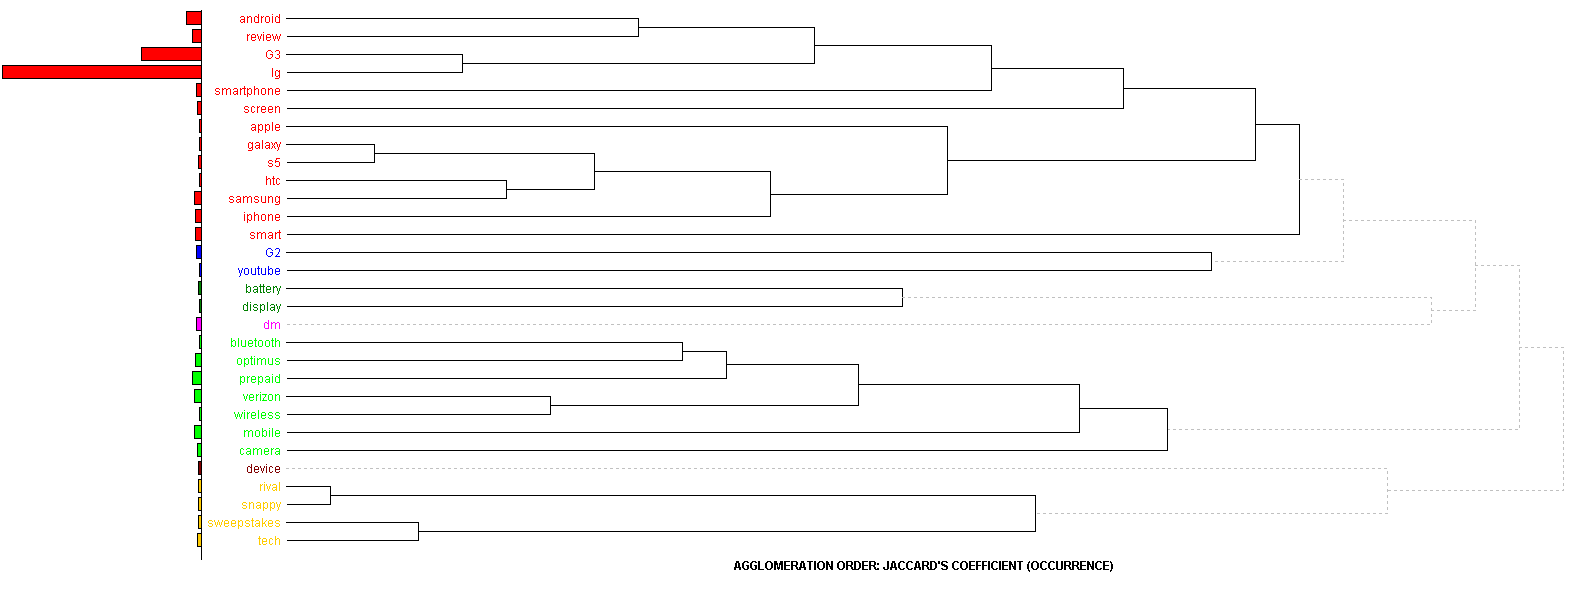 android
review
G3
lg
smartphone
screen
apple
galaxy
s5
htc
samsung
iphone
smart
G2
youtube
battery
display
dm
bluetooth
optimus
prepaid
verizon
wireless
mobile
camera
device
rival
snappy
sweepstakes
tech
AGGLOMERATION ORDER: JACCARD'S COEFFICIENT (OCCURRENCE)